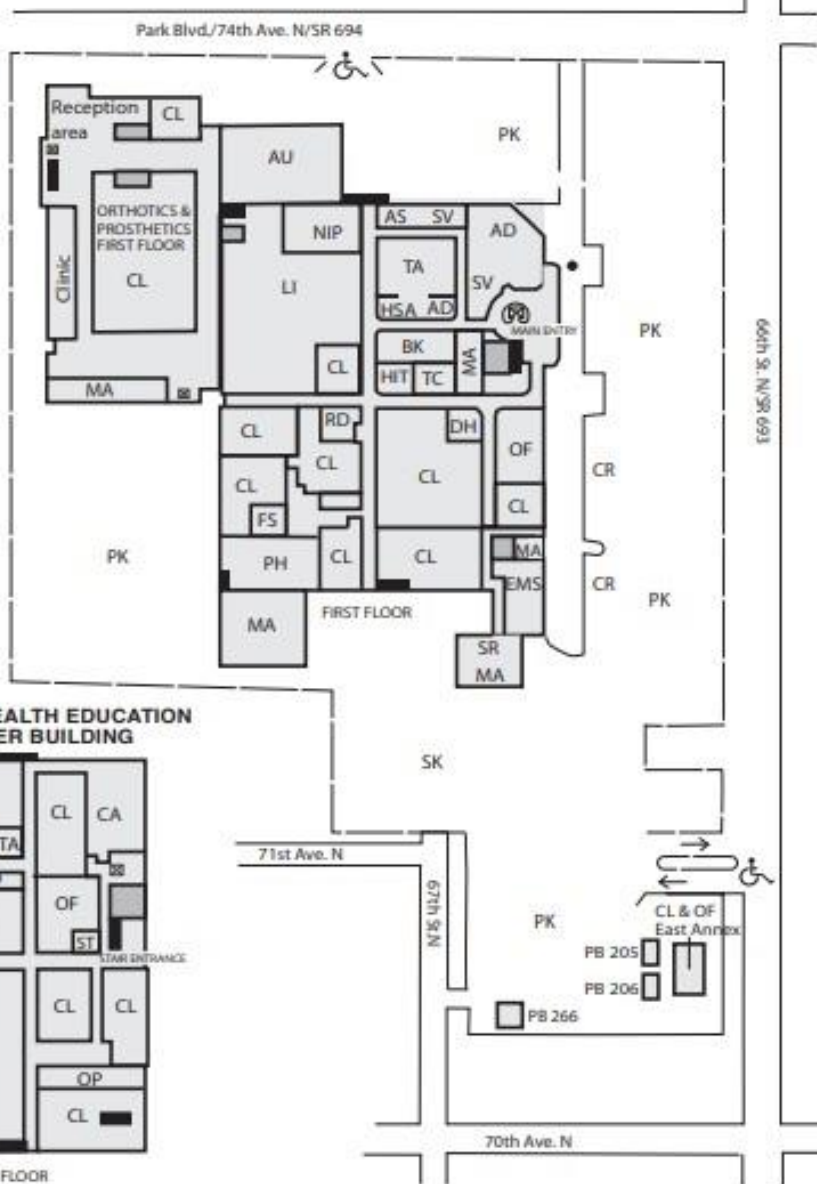 Park Blvd./74th Ave. N/SR 694
Reception
area
CL
AU
PK
ORTHOTICS &
PROSTHETICS
FIRST FLOOR
CL
Clinic
MA
NIP
LI
CL
AS SV
AD
TA
SV
HSA AD
MAIN ENTRY
BK
MA
HIT TC
PK
66th St. N/SR 693
CL
RD
CL
CL
FS
DH
CL
OF
CL
CR
PK
PH
CL
CL
MA
EMS
CR
PK
MA
FIRST FLOOR
SR
MA
EALTH EDUCATION
ER BUILDING
SK
CL
CA
TA
OF
ST
STAIR ENTRANCE
CL
CL
OP
CL
FLOOR
71st Ave. N
67th St.N
PK
CL & OF
East Annex
PB 205
PB 206
PB 266
70th Ave. N